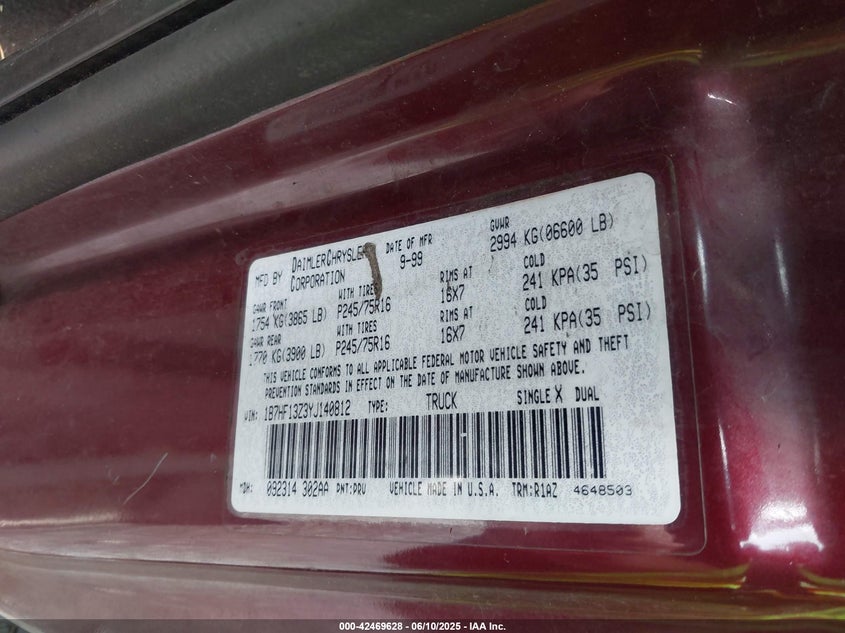 MFD BY DAIMLERCHRYSLER CORPORATION DATE OF MFR 9-99 GVWR 2994 KG(06600 LB)
GAWR FRONT WITH TIRES RIMS AT COLD
1754 KG(3865 LB) P245/75R16 16X7 241 KPA(35 PSI)
GAWR REAR WITH TIRES RIMS AT COLD
1770 KG(3900 LB) P245/75R16 16X7 241 KPA(35 PSI)
THIS VEHICLE CONFORMS TO ALL APPLICABLE FEDERAL MOTOR VEHICLE SAFETY AND THEFT
PREVENTION STANDARDS IN EFFECT ON THE DATE OF MANUFACTURE SHOWN ABOVE.
VIN: 1B7HF13Z3YJ140812 TYPE: TRUCK SINGLE X DUAL
MDH: 092314 302AA PNT:PRV VEHICLE MADE IN U.S.A. TRM:R1AZ 4648503
000-42469628 - 06/10/2025 - IAA Inc.